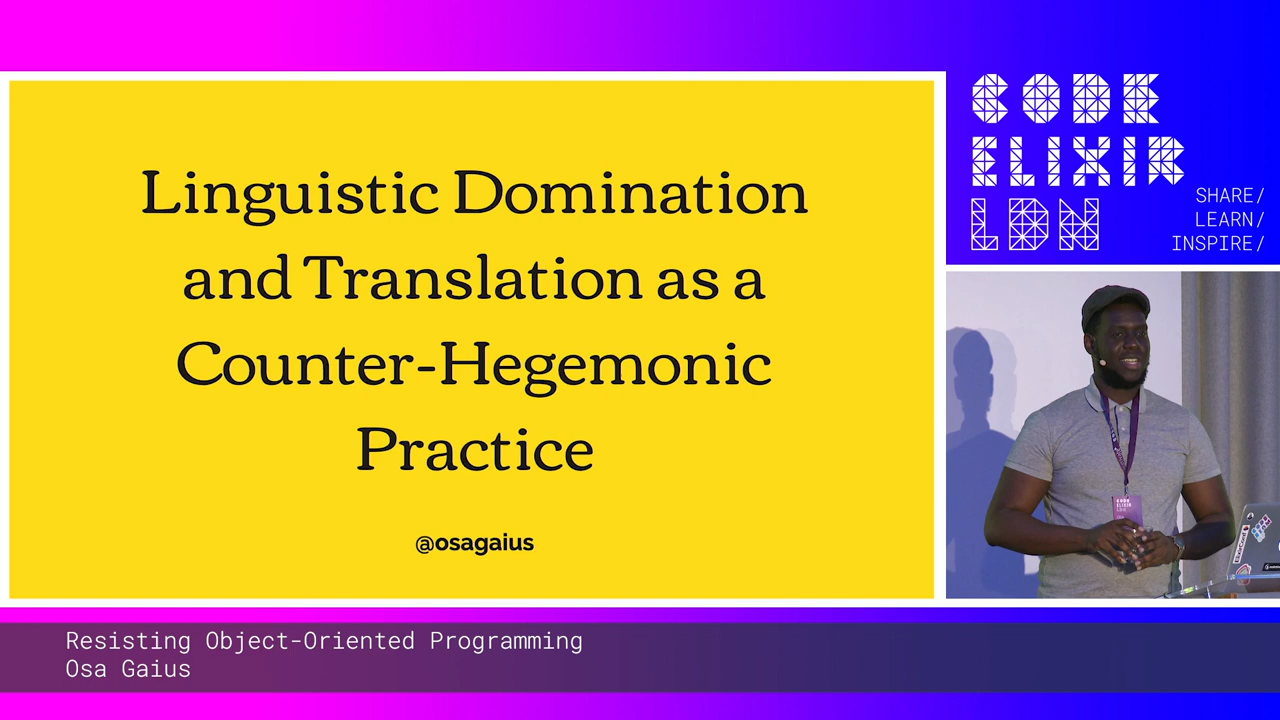 Linguistic Domination
and Translation as a
Counter-Hegemonic
Practice
@osagaius
CODE
ELIXIR
LDN
SHARE/
LEARN/
INSPIRE/
Resisting Object-Oriented Programming
Osa Gaius